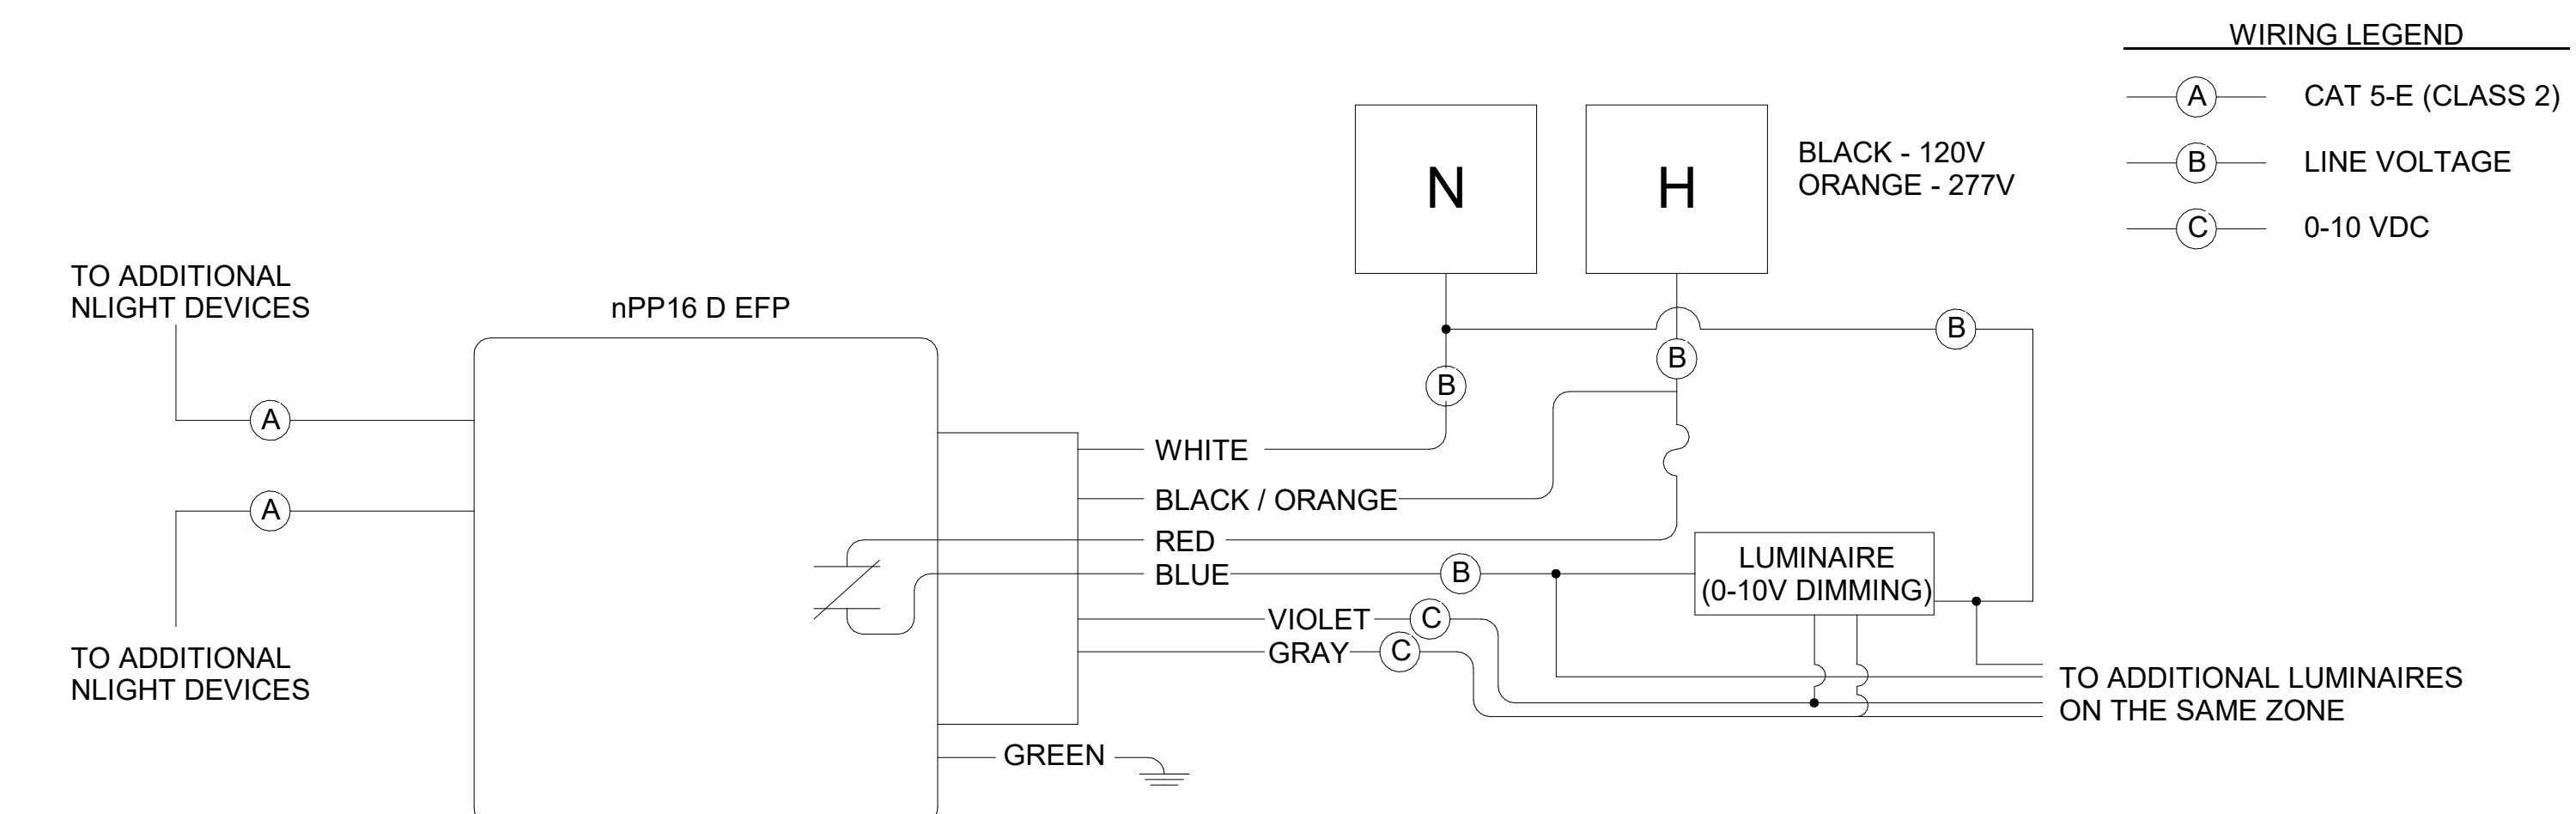 WIRING LEGEND
A CAT 5-E (CLASS 2)
B LINE VOLTAGE
C 0-10 VDC
N
H
BLACK - 120V
ORANGE - 277V
TO ADDITIONAL
NLIGHT DEVICES
nPP16 D EFP
B
B
B
A
WHITE
BLACK / ORANGE
A
RED
BLUE
B
LUMINAIRE
(0-10V DIMMING)
VIOLET
C
GRAY
C
TO ADDITIONAL
NLIGHT DEVICES
TO ADDITIONAL LUMINAIRES
ON THE SAME ZONE
GREEN